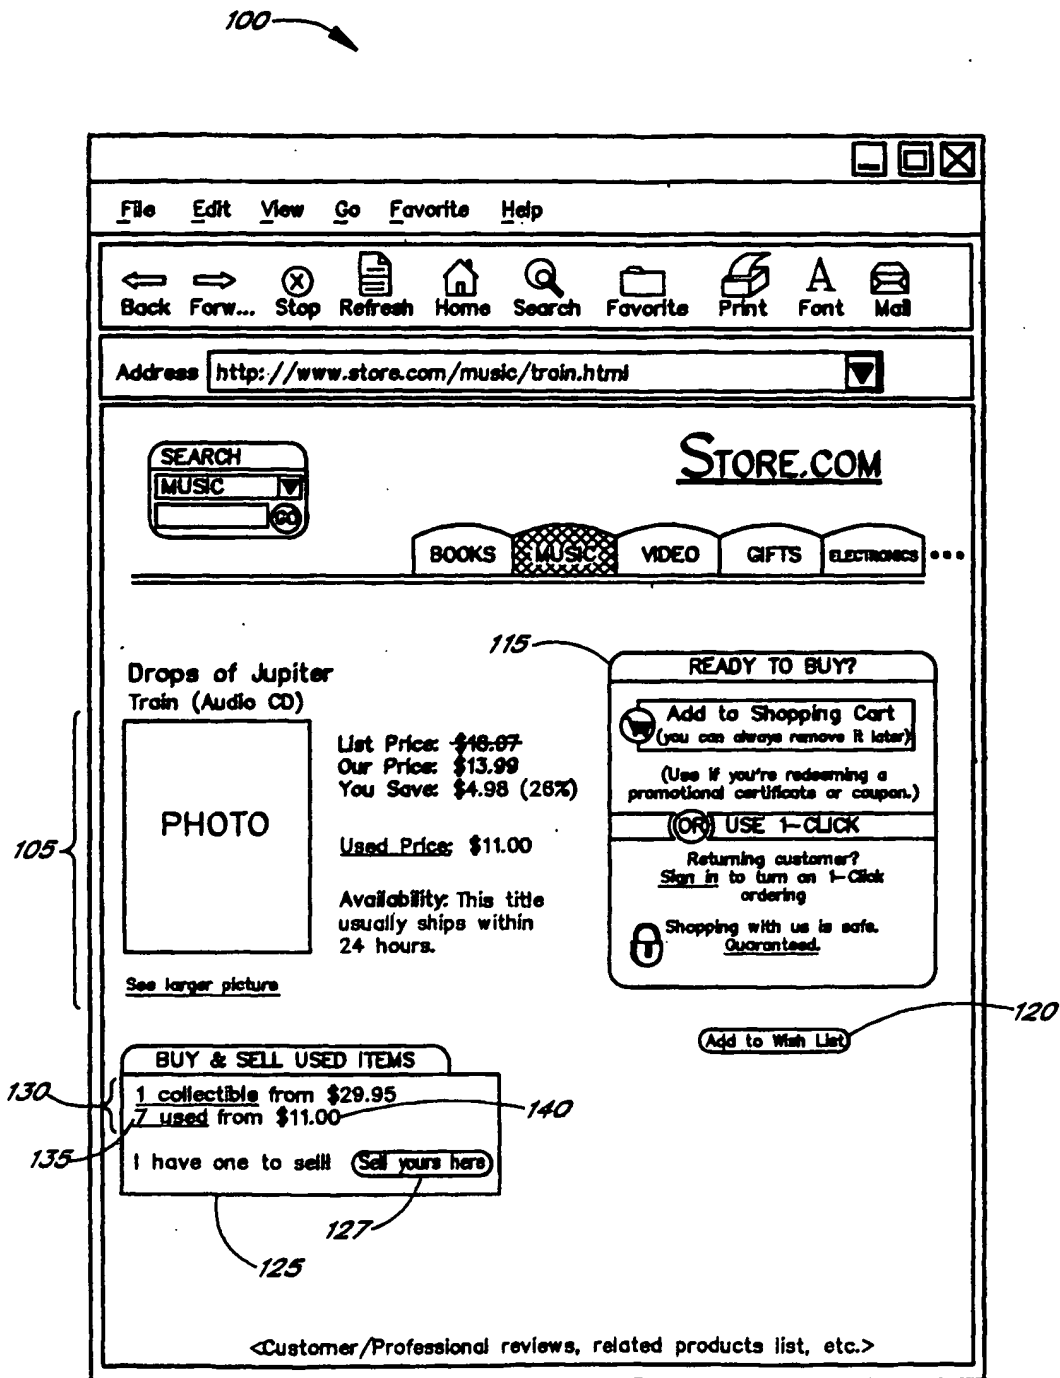 100
File Edit View Go Favorite Help
Back Forw... Stop Refresh Home Search Favorite Print Font Mail
Address http://www.store.com/music/train.html
SEARCH
MUSIC
GO
STORE.COM
BOOKS MUSIC VIDEO GIFTS ELECTRONICS •••
115
Drops of Jupiter
Train (Audio CD)
105
PHOTO
See larger picture
List Price:
Our Price: $13.99
You Save: $4.98 (26%)
Used Price: $11.00
Availability: This title
usually ships within
24 hours.
READY TO BUY?
Add to Shopping Cart
(you can always remove it later)
(Use if you're redeeming a
promotional certificate or coupon.)
OR USE 1-CLICK
Returning customer?
Sign in to turn on 1-Click
ordering
Shopping with us is safe.
Guaranteed.
120
Add to Wish List
BUY & SELL USED ITEMS
130
1 collectible from $29.95
7 used from $11.00
140
135
I have one to sell! Sell yours here
127
125
<Customer/Professional reviews, related products list, etc.>